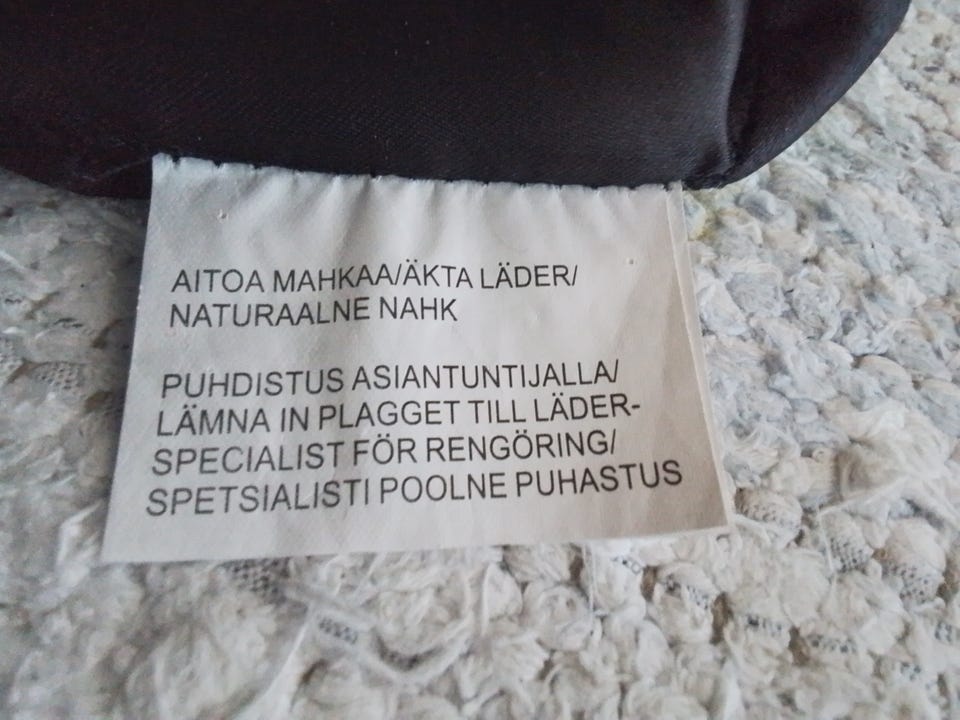 AITOA MAHKAA/ÄKTA LÄDER/
NATURAALNE NAHK
PUHDISTUS ASIANTUNTIJALLA/
LÄMNA IN PLAGGET TILL LÄDER-
SPECIALIST FÖR RENGÖRING/
SPETSIALISTI POOLNE PUHASTUS